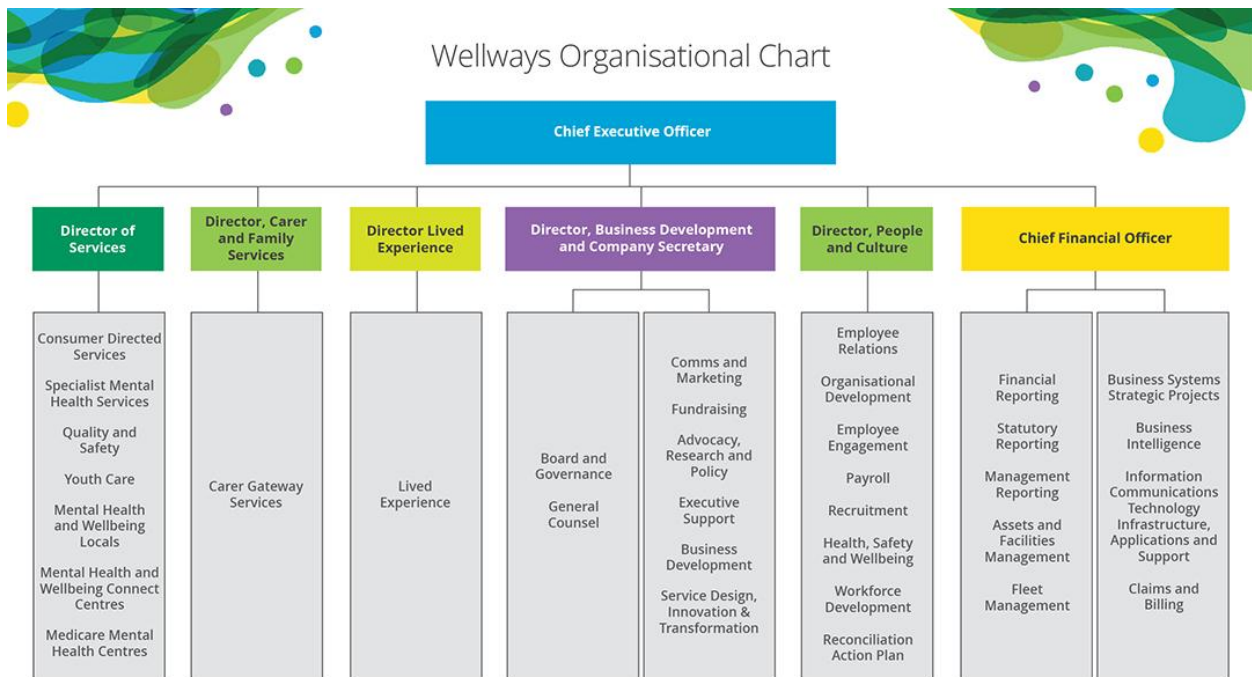 Wellways Organisational Chart
Chief Executive Officer
Director of
Services
Director, Carer
and Family
Services
Director Lived
Experience
Director, Business Development
and Company Secretary
Director, People
and Culture
Chief Financial Officer
Consumer Directed
Services
Specialist Mental
Health Services
Quality and
Safety
Youth Care
Mental Health
and Wellbeing
Locals
Mental Health and
Wellbeing Connect
Centres
Medicare Mental
Health Centres
Carer Gateway
Services
Lived
Experience
Board and
Governance
General
Counsel
Comms and
Marketing
Fundraising
Advocacy,
Research and
Policy
Executive
Support
Business
Development
Service Design,
Innovation &
Transformation
Employee
Relations
Organisational
Development
Employee
Engagement
Payroll
Recruitment
Health, Safety
and Wellbeing
Workforce
Development
Reconciliation
Action Plan
Financial
Reporting
Statutory
Reporting
Management
Reporting
Assets and
Facilities
Management
Fleet
Management
Business Systems
Strategic Projects
Business
Intelligence
Information
Communications
Technology
Infrastructure,
Applications and
Support
Claims and
Billing